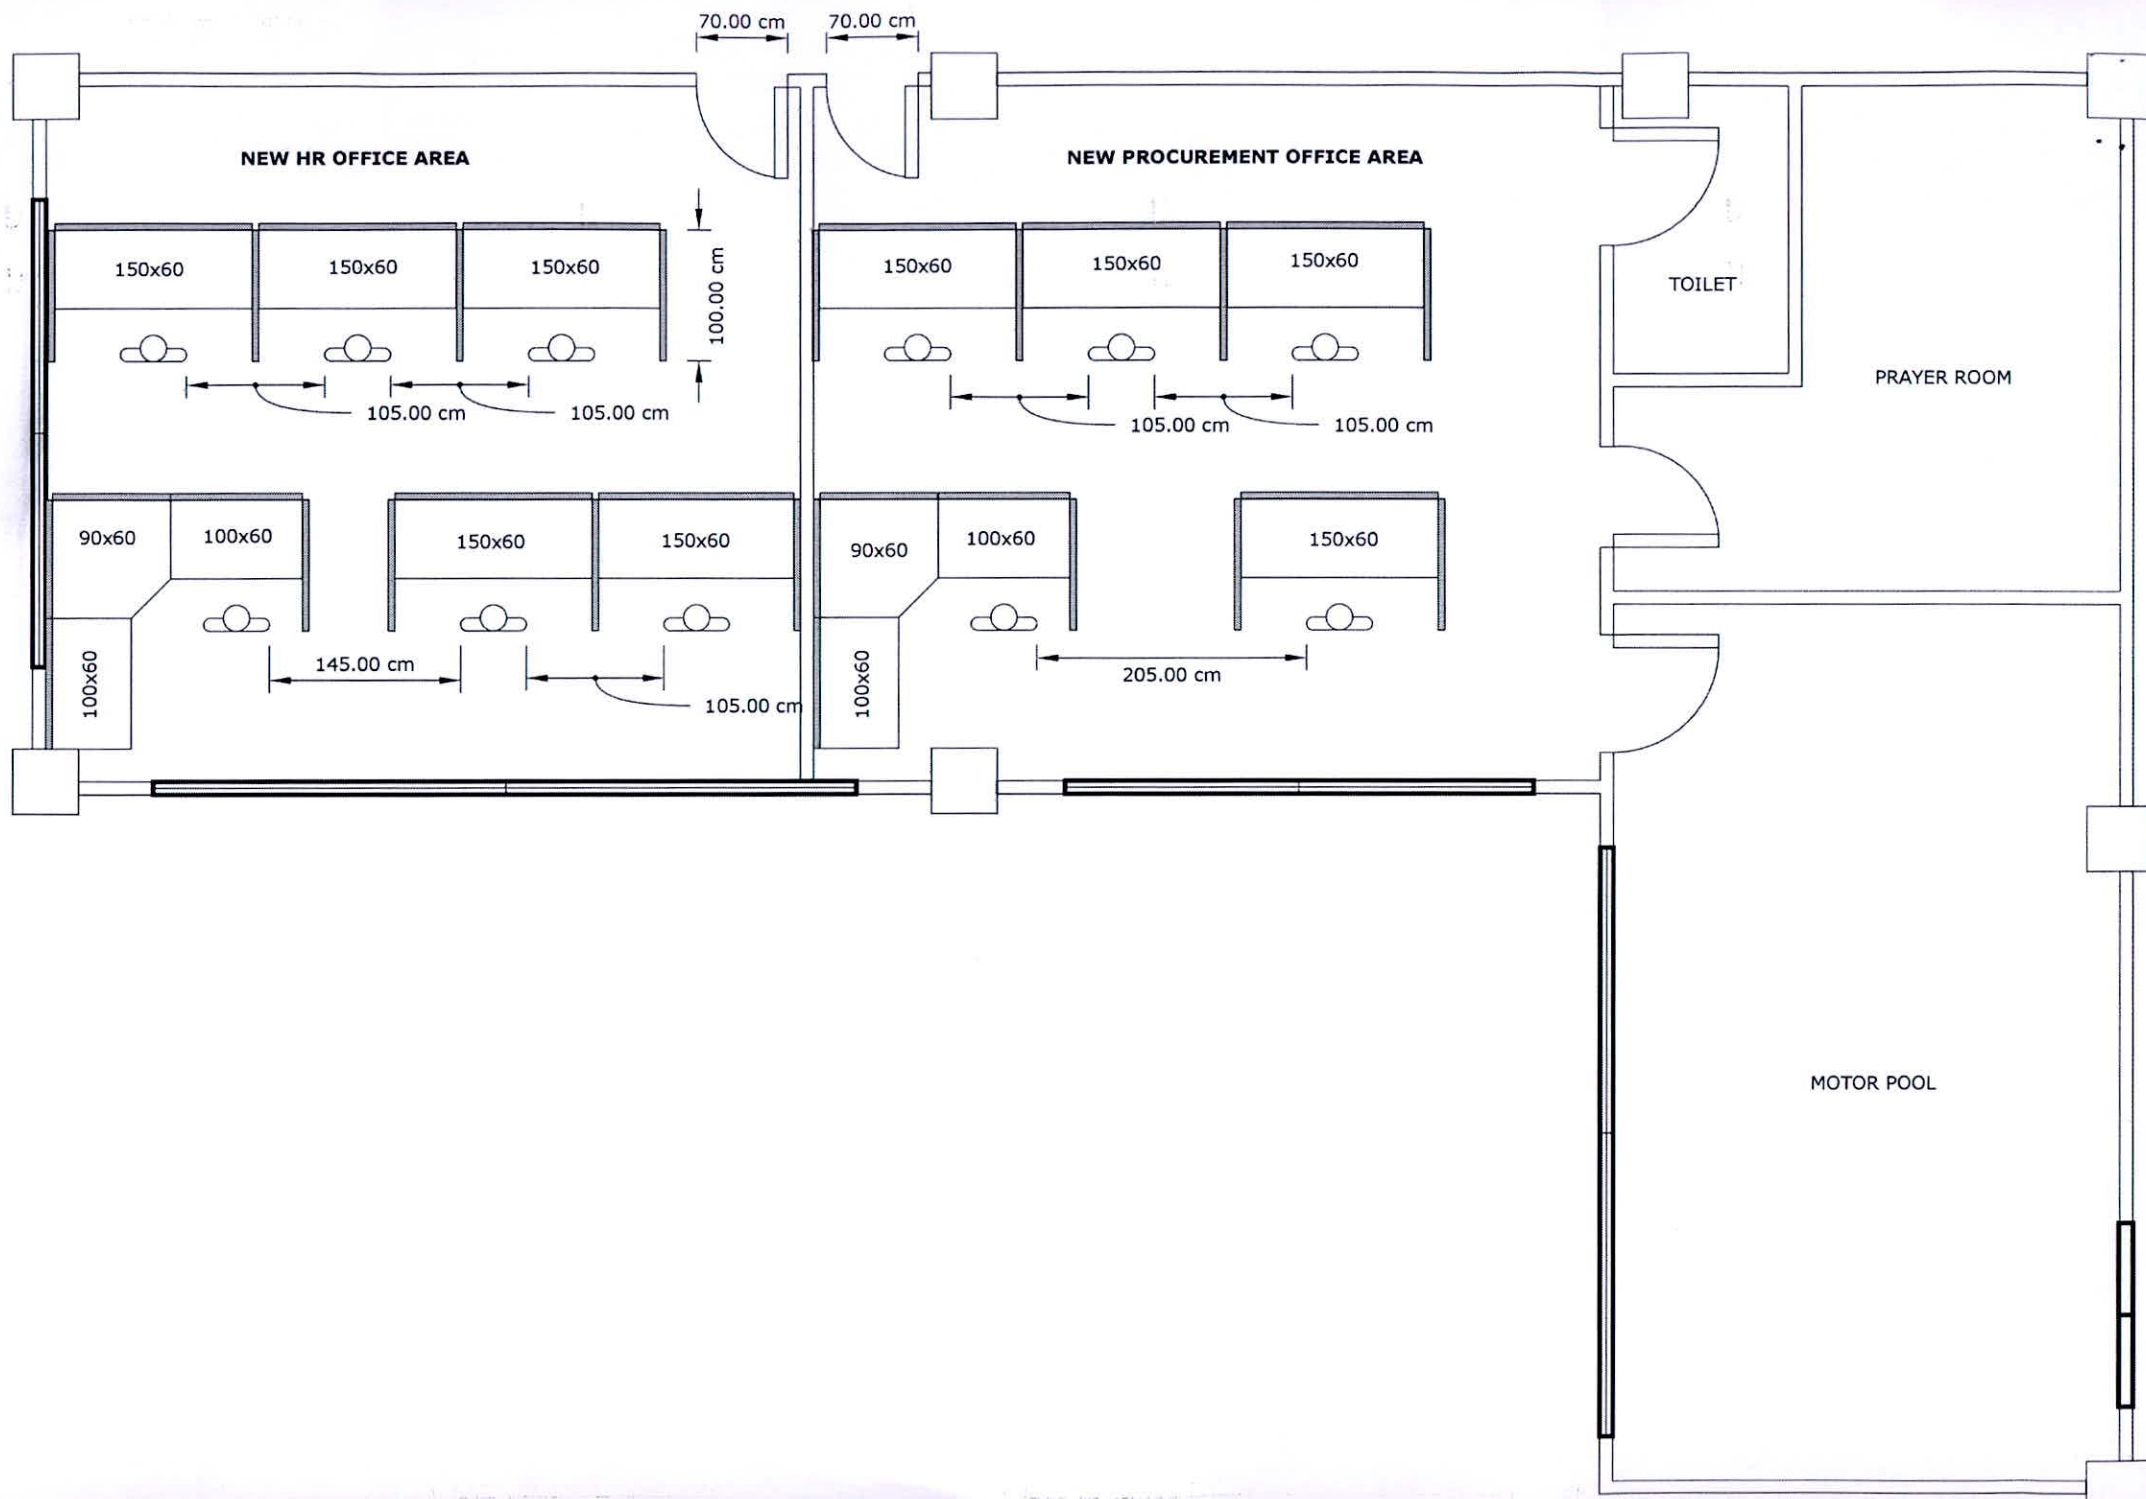 70.00 cm
70.00 cm
NEW HR OFFICE AREA
NEW PROCUREMENT OFFICE AREA
150x60
150x60
150x60
100.00 cm
150x60
150x60
150x60
TOILET
PRAYER ROOM
105.00 cm
105.00 cm
105.00 cm
105.00 cm
90x60
100x60
150x60
150x60
90x60
100x60
150x60
100x60
145.00 cm
105.00 cm
100x60
205.00 cm
MOTOR POOL